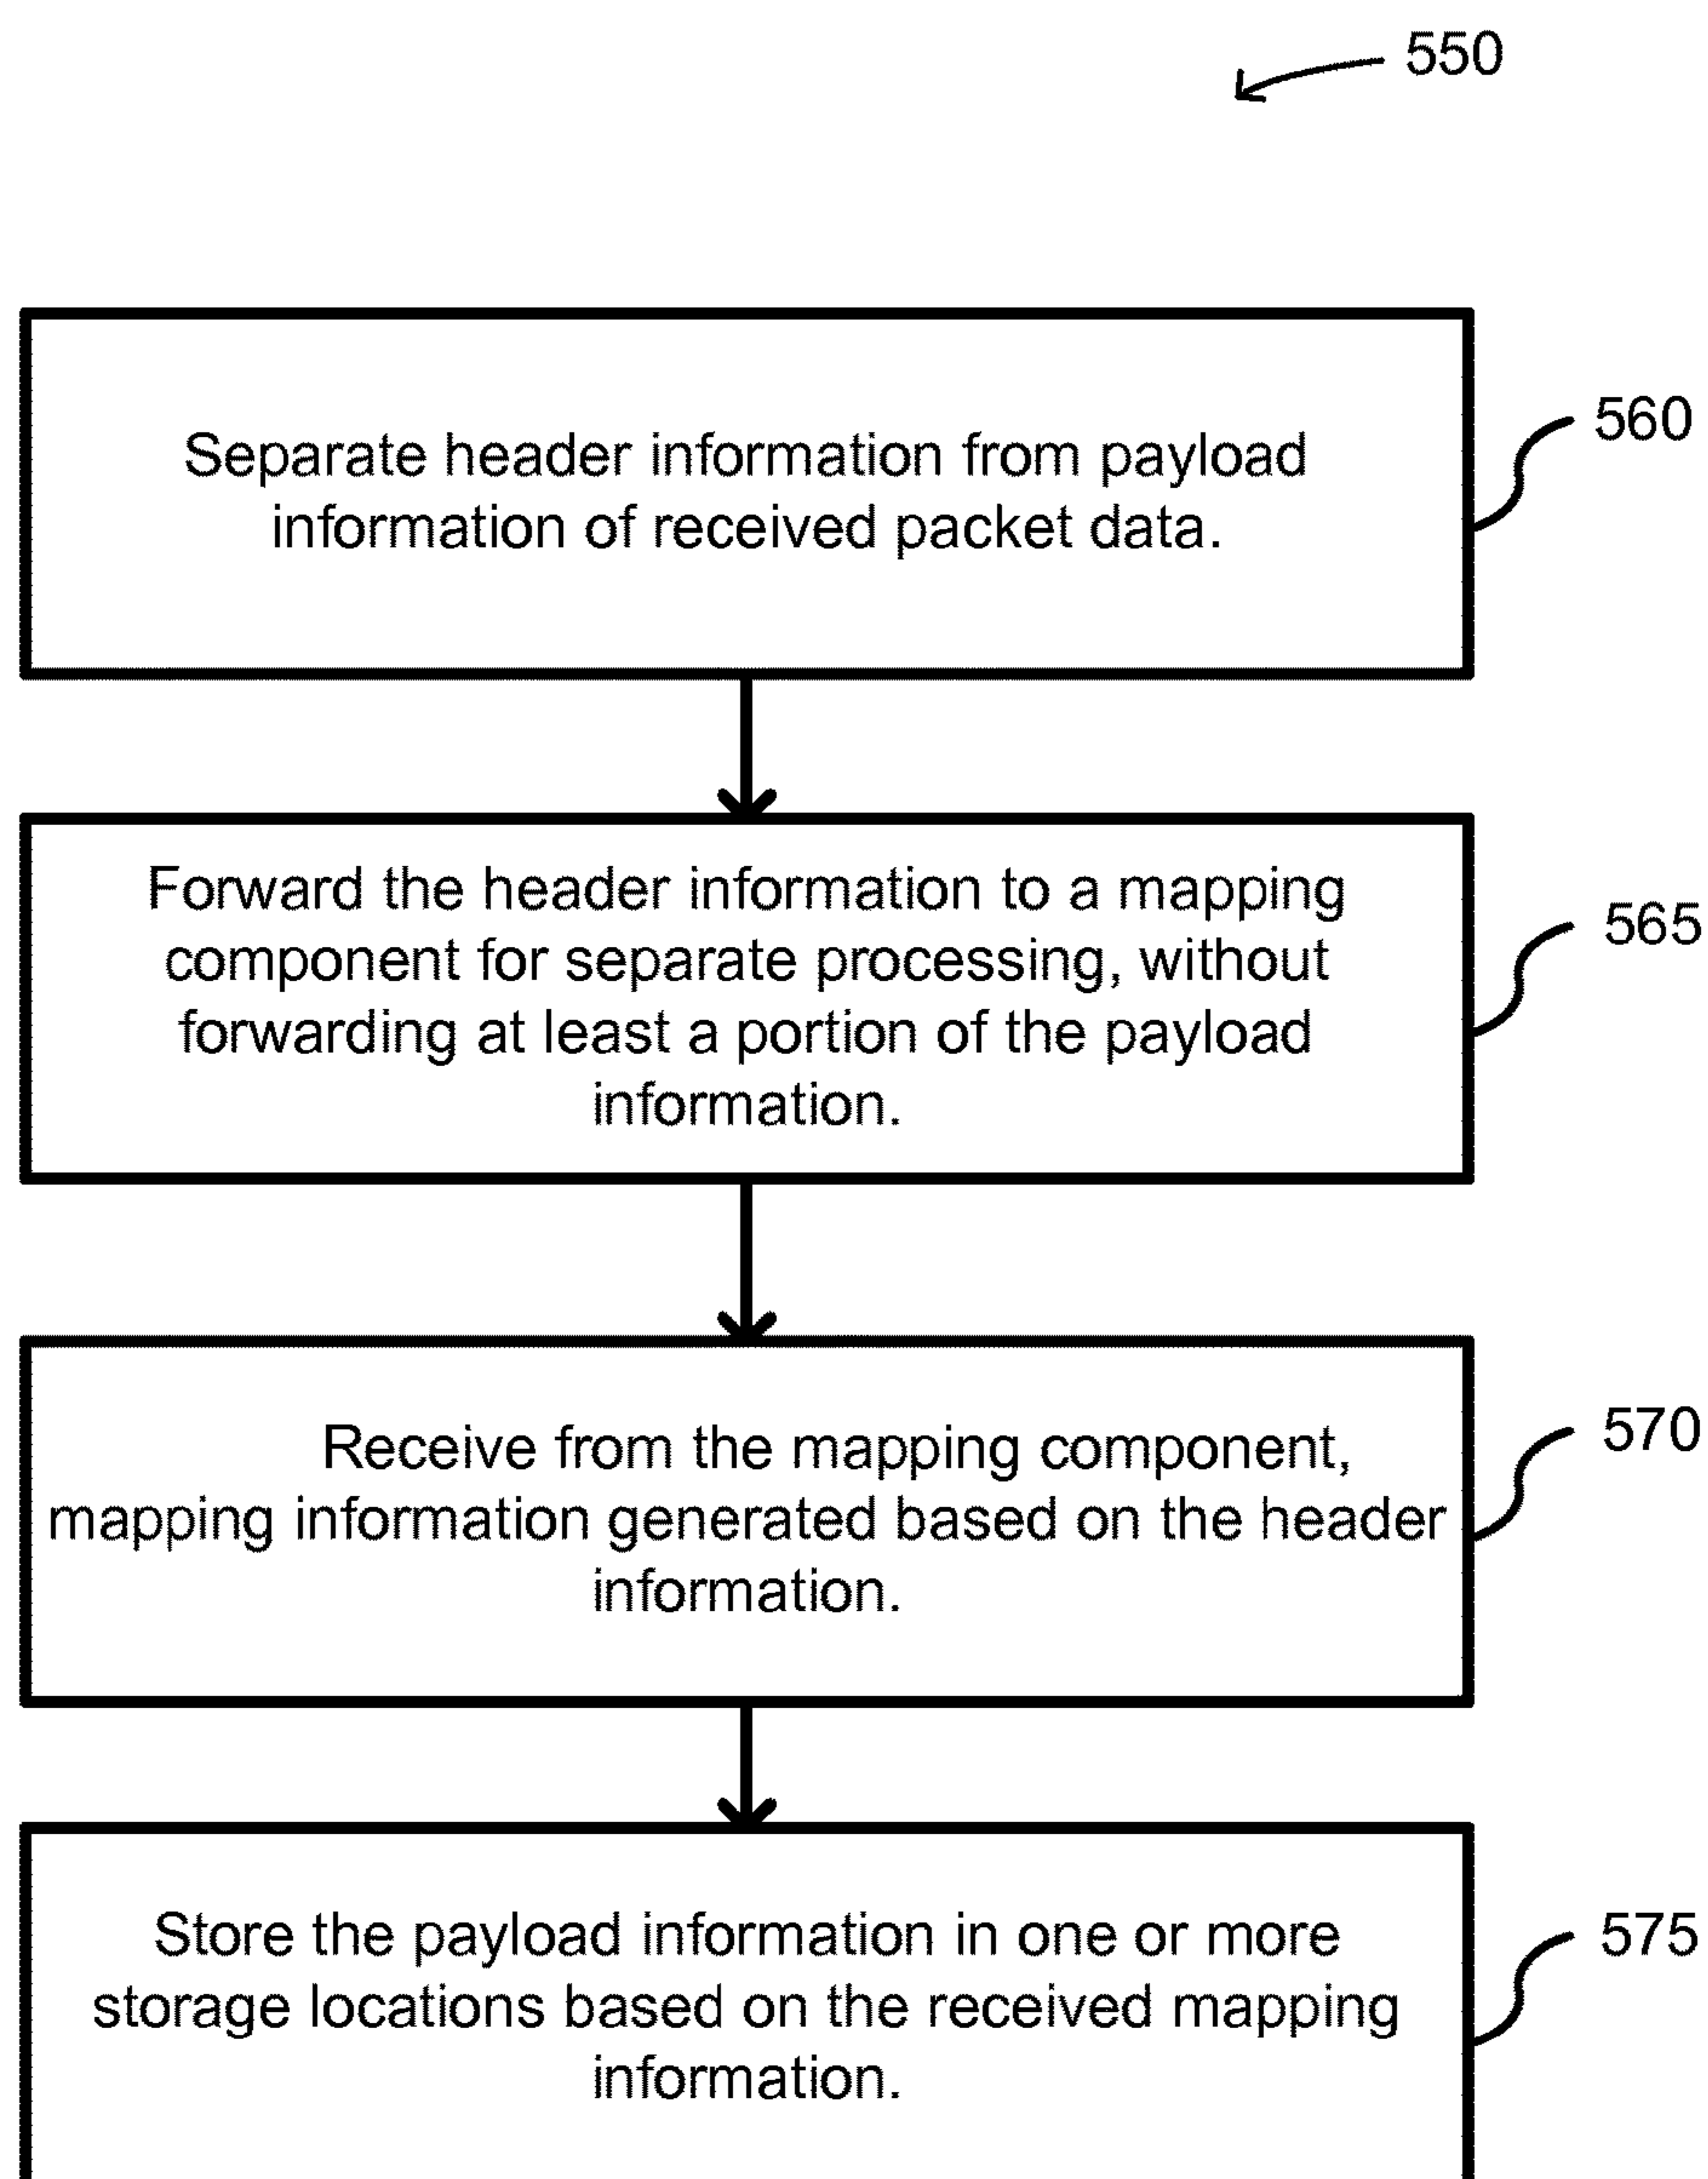 550
Separate header information from payload
information of received packet data.
560
Forward the header information to a mapping
component for separate processing, without
forwarding at least a portion of the payload
information.
565
Receive from the mapping component,
mapping information generated based on the header
information.
570
Store the payload information in one or more
storage locations based on the received mapping
information.
575